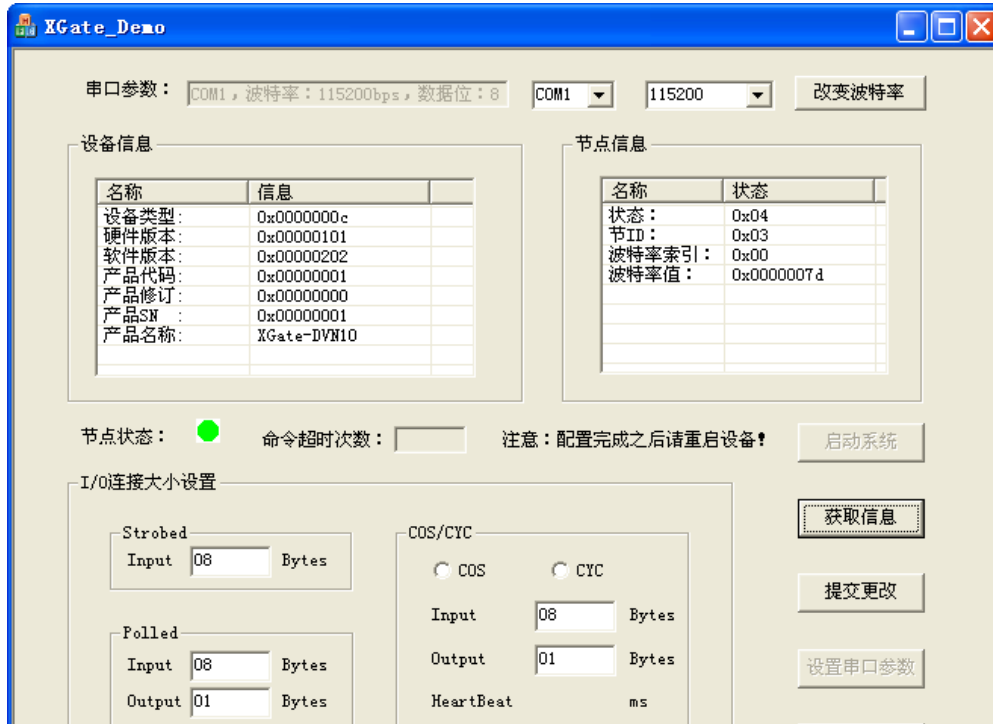 XGate_Demo
串口参数： COM1，波特率：115200bps，数据位：8 COM1 115200 改变波特率
设备信息
名称 信息
设备类型: 0x0000000c
硬件版本: 0x00000101
软件版本: 0x00000202
产品代码: 0x00000001
产品修订: 0x00000000
产品SN : 0x00000001
产品名称: XGate-DVN10
节点信息
名称 状态
状态： 0x04
节ID： 0x03
波特率索引： 0x00
波特率值： 0x0000007d
节点状态： 命令超时次数： 注意：配置完成之后请重启设备! 启动系统
I/O连接大小设置
获取信息
Strobed
Input 08 Bytes
COS/CYC
COS CYC
提交更改
Input 08 Bytes
Polled
Input 08 Bytes
Output 01 Bytes
设置串口参数
Output 01 Bytes
HeartBeat ms